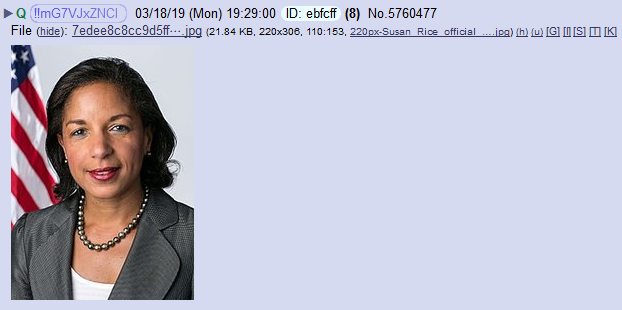 ▶ Q !!mG7VJxZNCI 03/18/19 (Mon) 19:29:00 ID: ebfcff (8) No.5760477
File (hide): 7edee8c8cc9d5ff⋯.jpg (21.84 KB, 220x306, 110:153, 220px-Susan_Rice_official_….jpg) (h) (u) [G] [I] [S] [T] [K]